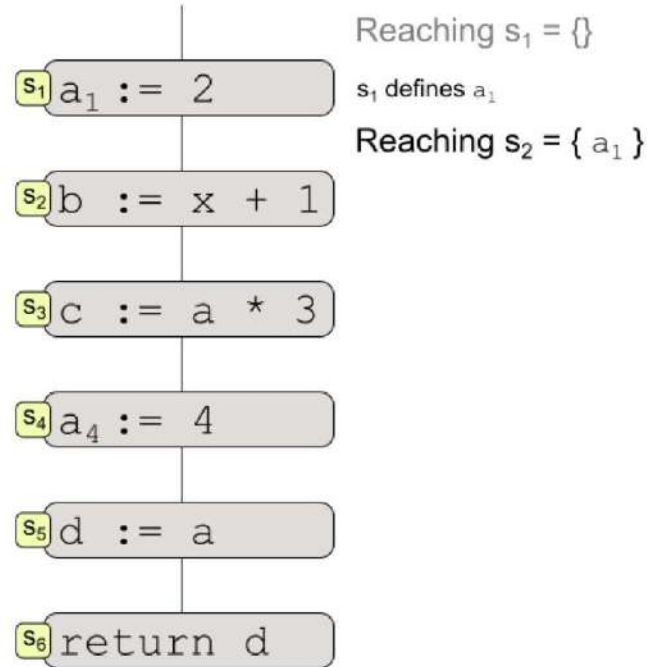 Reaching s₁ = {}
s₁ a₁ := 2
s₁ defines a₁
Reaching s₂ = { a₁ }
s₂ b := x + 1
s₃ c := a * 3
s₄ a₄ := 4
s₅ d := a
s₆ return d